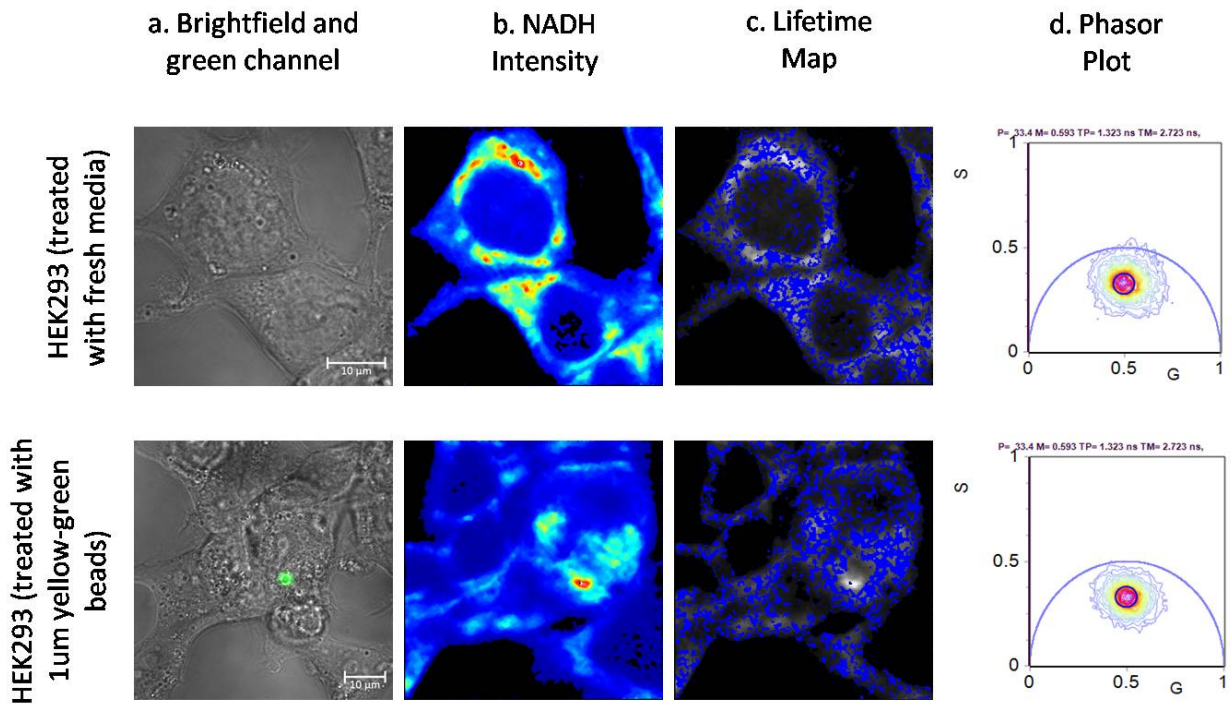 a. Brightfield and
green channel
b. NADH
Intensity
c. Lifetime
Map
d. Phasor
Plot
HEK293 (treated
with fresh media)
10 µm
P= _33.4 M= 0.593 TP= 1.323 ns TM= 2.723 ns,
S
1
0.5
0
0
0.5
1
G
HEK293 (treated with
1um yellow-green
beads)
10 µm
P= _33.4 M= 0.593 TP= 1.323 ns TM= 2.723 ns,
S
1
0.5
0
0
0.5
1
G